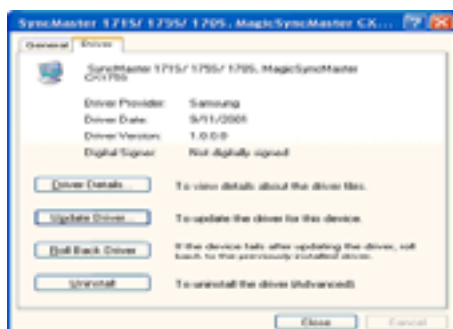 SyncMaster 171S/ 175S/ 170S, MagicSyncMaster CX...
General
Driver
SyncMaster 171S/ 175S/ 170S, MagicSyncMaster
Driver Provider: Samsung
Driver Date: 9/11/2001
Driver Version: 1.0.0.0
Digital Signer: Not digitally signed
Driver Details...
To view details about the driver files.
Update Driver...
To update the driver for this device.
Roll Back Driver
If the device fails after updating the driver, roll
back to the previously installed driver.
Uninstall
To uninstall the driver (Advanced).
Close
Cancel